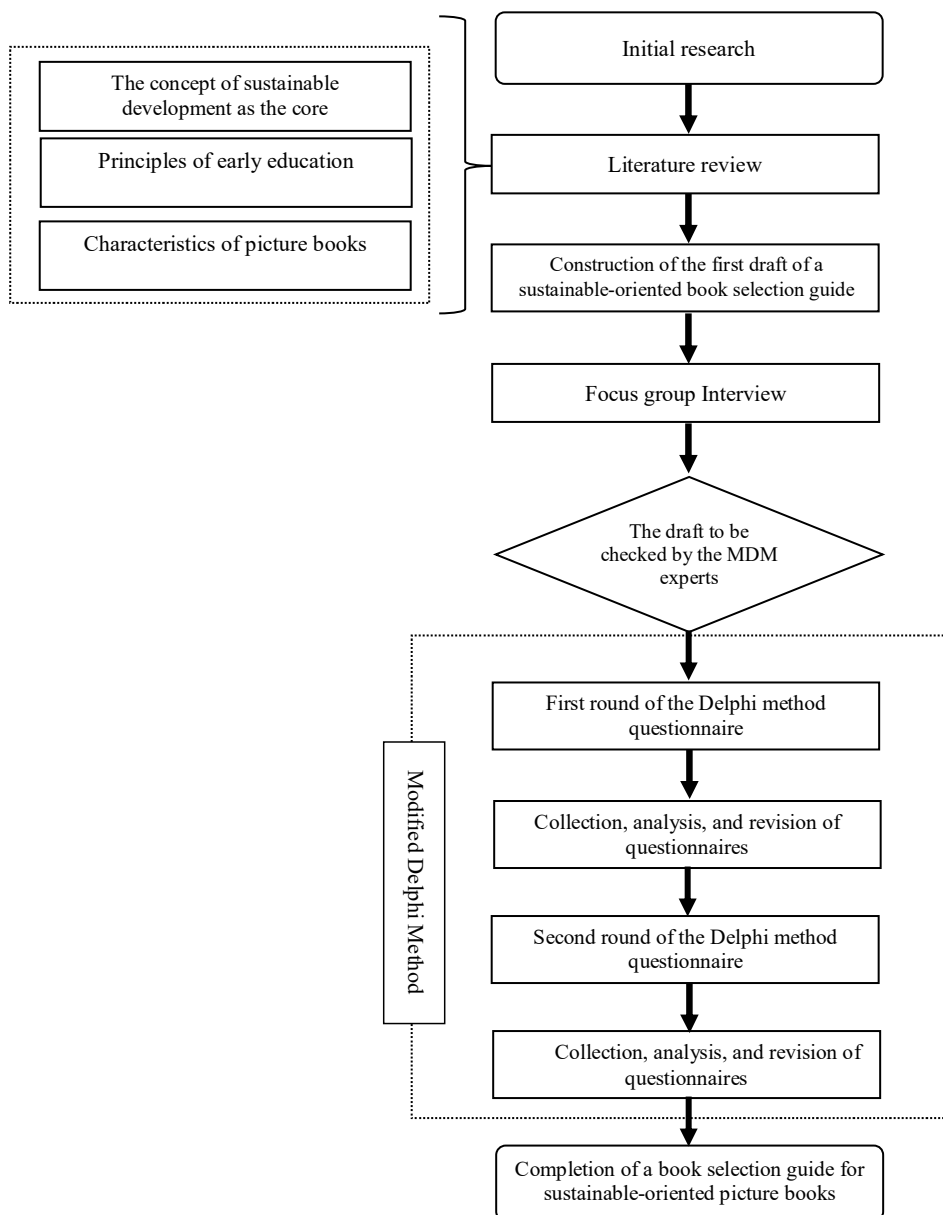 Initial research
The concept of sustainable
development as the core
Principles of early education
Characteristics of picture books
Literature review
Construction of the first draft of a
sustainable-oriented book selection guide
Focus group Interview
The draft to be
checked by the MDM
experts
Modified Delphi Method
First round of the Delphi method
questionnaire
Collection, analysis, and revision of
questionnaires
Second round of the Delphi method
questionnaire
Collection, analysis, and revision of
questionnaires
Completion of a book selection guide for
sustainable-oriented picture books